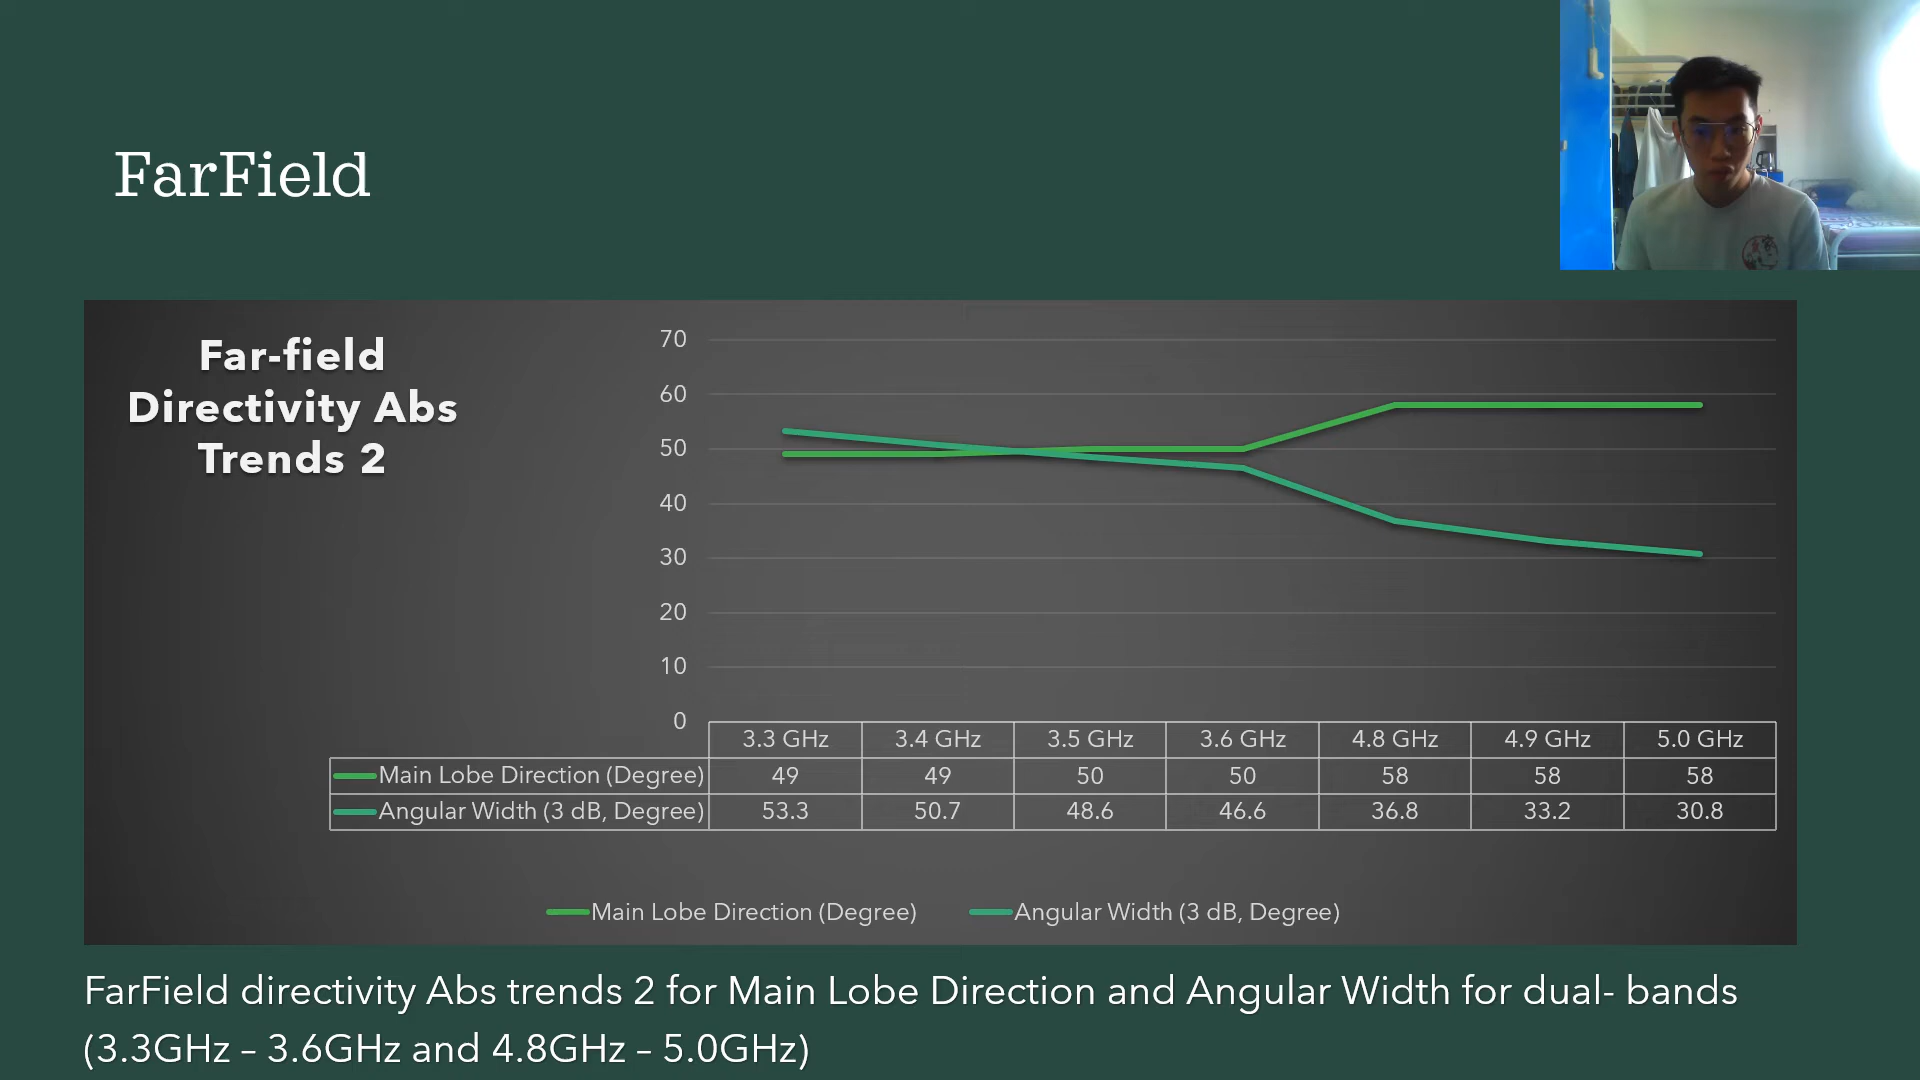 FarField
Far-field
Directivity Abs
Trends 2
70
60
50
40
30
20
10
0
3.3 GHz 3.4 GHz 3.5 GHz 3.6 GHz 4.8 GHz 4.9 GHz 5.0 GHz
Main Lobe Direction (Degree) 49 49 50 50 58 58 58
Angular Width (3 dB, Degree) 53.3 50.7 48.6 46.6 36.8 33.2 30.8
Main Lobe Direction (Degree) Angular Width (3 dB, Degree)
FarField directivity Abs trends 2 for Main Lobe Direction and Angular Width for dual- bands
(3.3GHz – 3.6GHz and 4.8GHz – 5.0GHz)